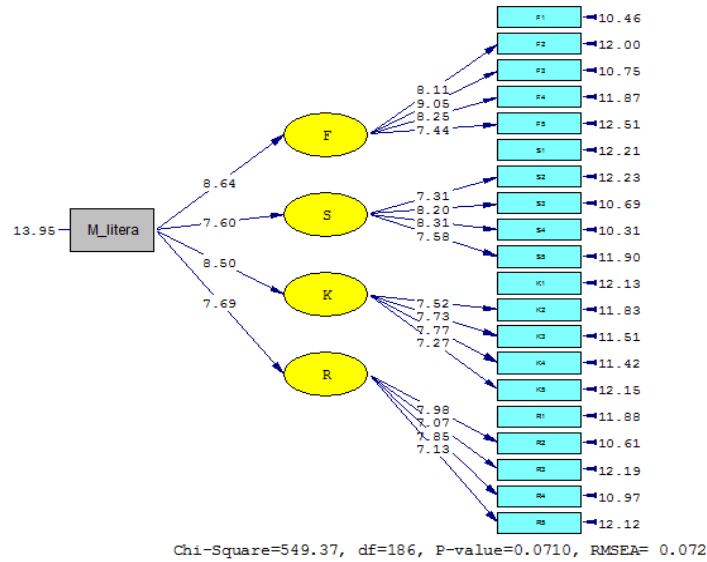 F1 10.46
F2 12.00
F3 10.75
8.11
9.05
F4 11.87
8.25
7.44
F5 12.51
F
S1 12.21
S2 12.23
8.64
7.31
S3 10.69
8.20
S
7.60
8.31
S4 10.31
13.95 M_litera
7.58
S5 11.90
8.50
K1 12.13
K
7.52
K2 11.83
7.69
7.73
K3 11.51
7.77
7.27
K4 11.42
R
K5 12.15
7.98
R1 11.88
7.07
7.85
R2 10.61
7.13
R3 12.19
R4 10.97
R5 12.12
Chi-Square=549.37, df=186, P-value=0.0710, RMSEA= 0.072